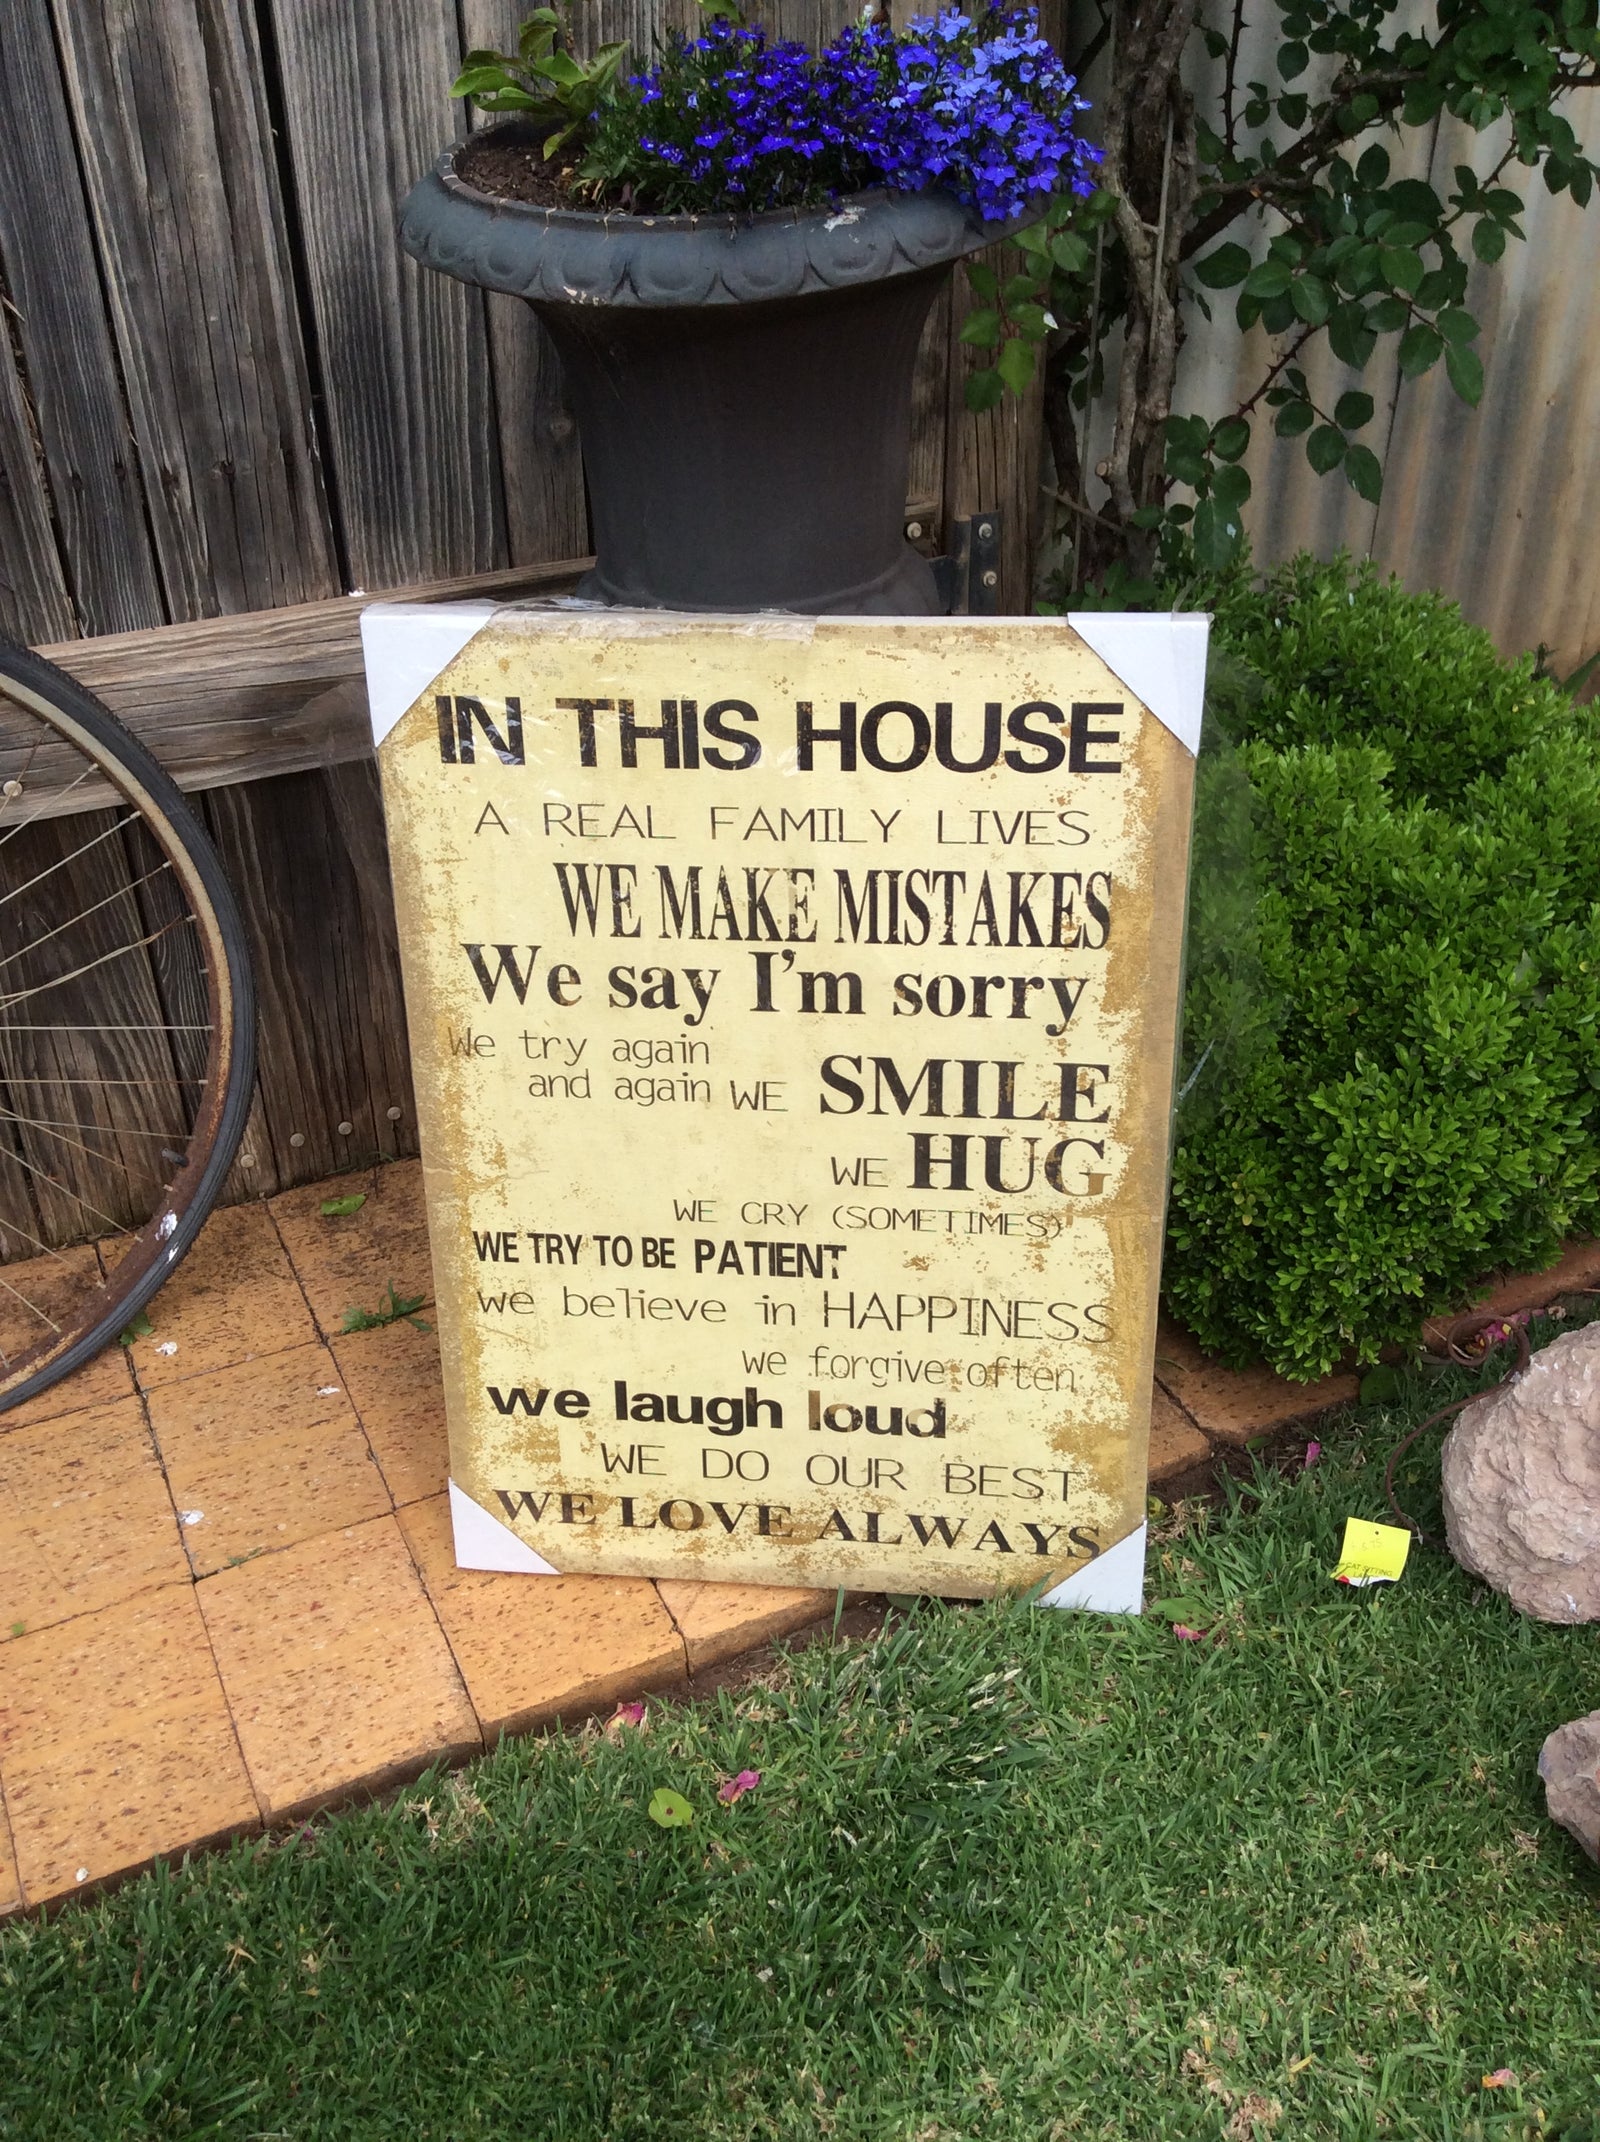 IN THIS HOUSE
A REAL FAMILY LIVES
WE MAKE MISTAKES
We say I'm sorry
We try again
and again WE SMILE
WE HUG
WE CRY (SOMETIMES)
WE TRY TO BE PATIENT
we believe in HAPPINESS
we forgive often
we laugh loud
WE DO OUR BEST
WE LOVE ALWAYS